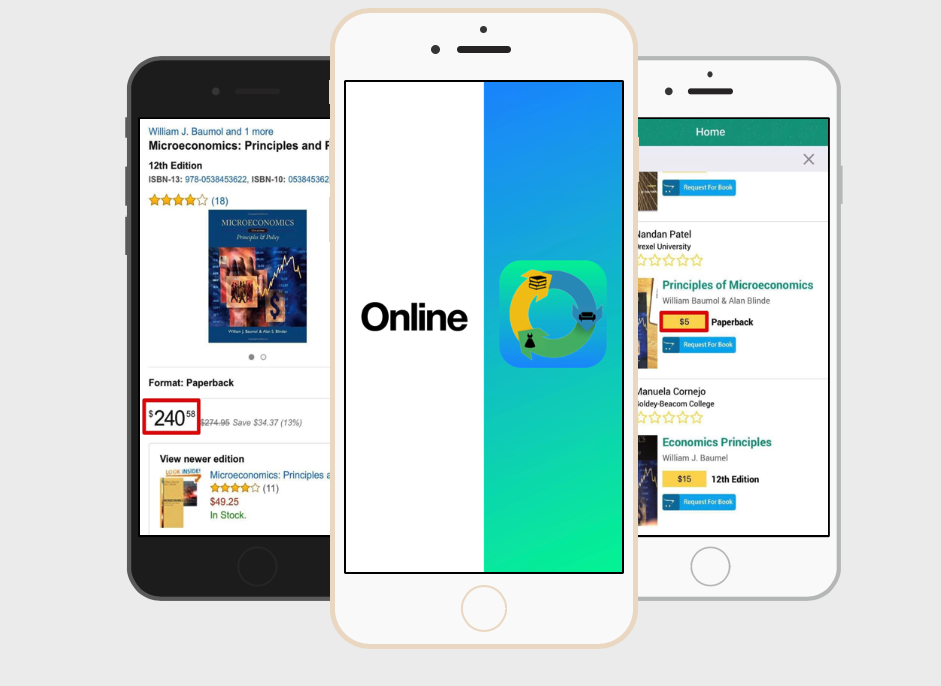 William J. Baumol and 1 more
Microeconomics: Principles and
12th Edition
ISBN-13: 978-0538453622, ISBN-10: 053845362
(18)
MICROECONOMICS
Principles & Policy
William J. Baumol & Alan S. Blinder
Format: Paperback
$240 58
$274.95 Save $34.37 (13%)
View newer edition
LOOK INSIDE!
Microeconomics: Principles a
(11)
$49.25
In Stock.
Online
Home
Request For Book
Nandan Patel
Drexel University
Principles of Microeconomics
William Baumol & Alan Blinde
$5 Paperback
Request For Book
Manuela Cornejo
Goldey-Beacom College
Economics Principles
William J. Baumel
$15 12th Edition
Request For Book